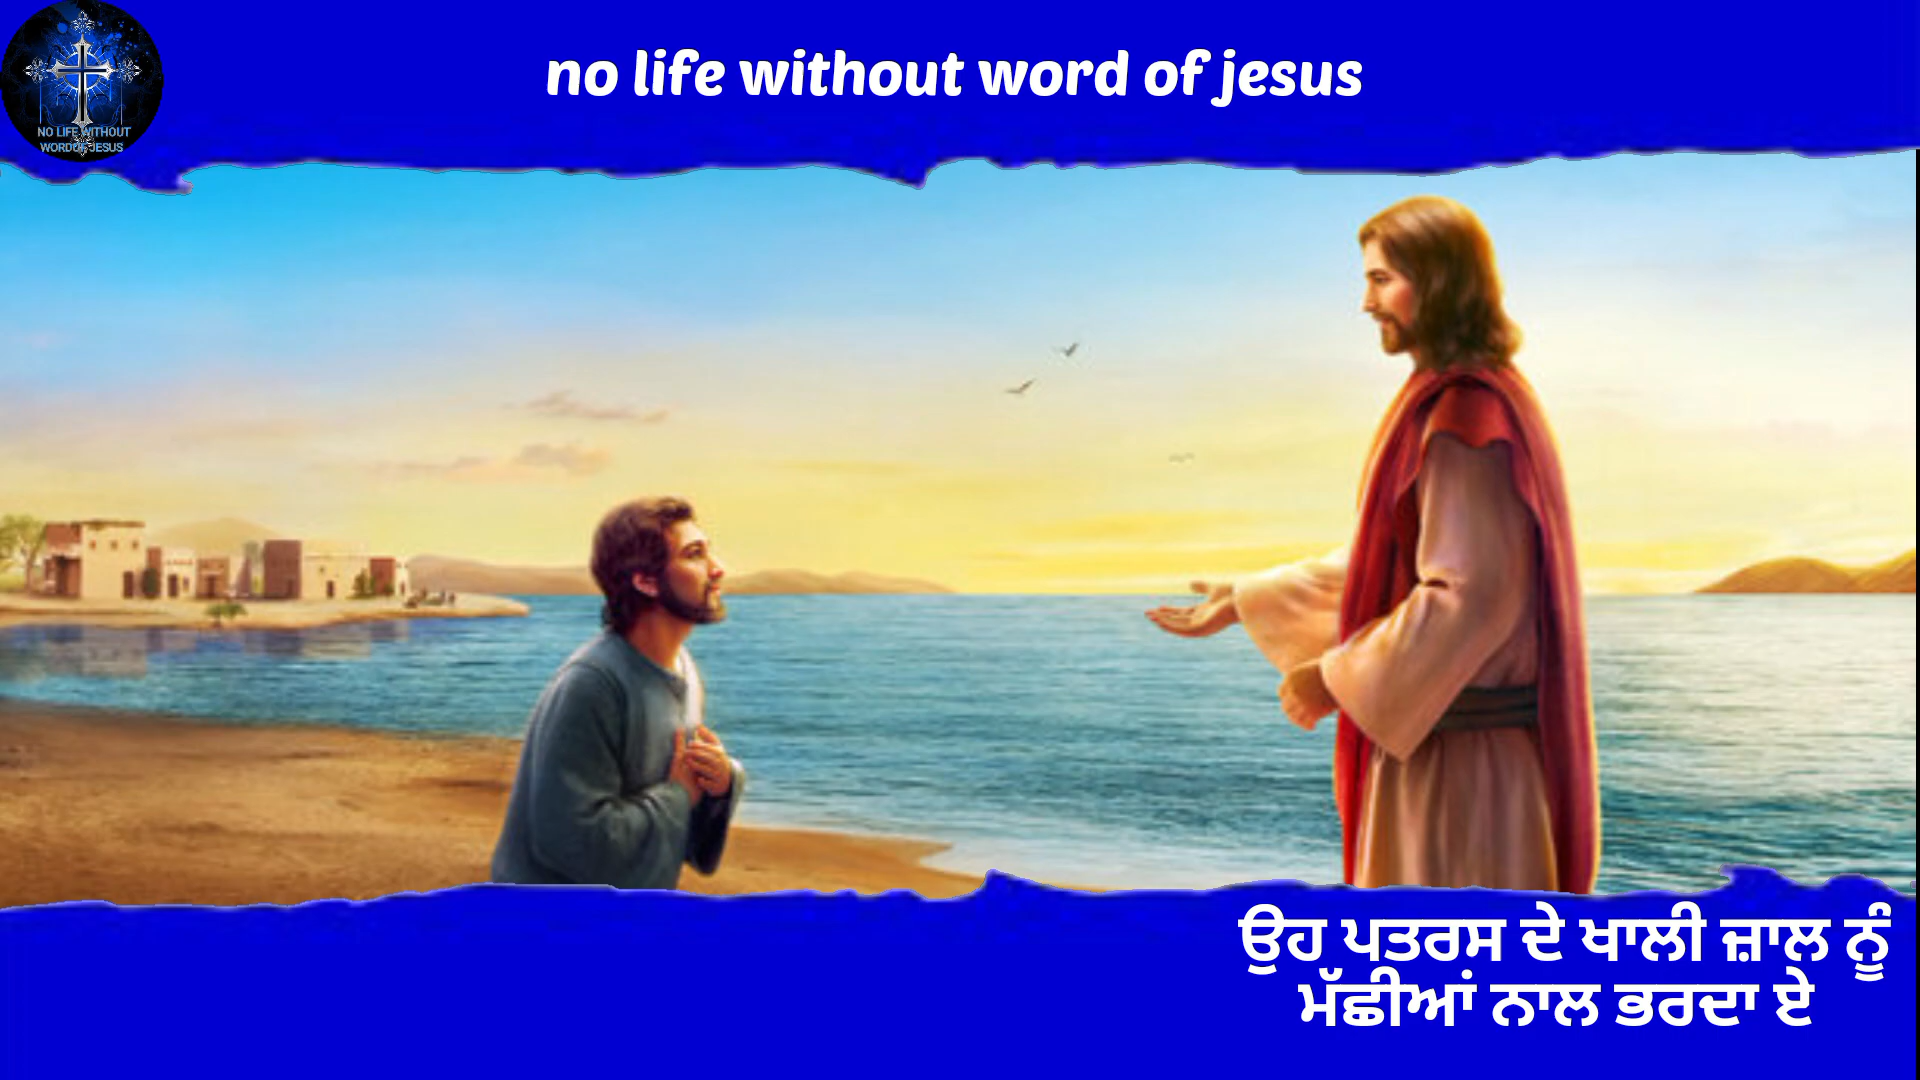 no life without word of jesus
NO LIFE WITHOUT
WORD OF JESUS
ਉਹ ਪਤਰਸ ਦੇ ਖਾਲੀ ਜ਼ਾਲ ਨੂੰ
ਮੱਛੀਆਂ ਨਾਲ ਭਰਦਾ ਏ